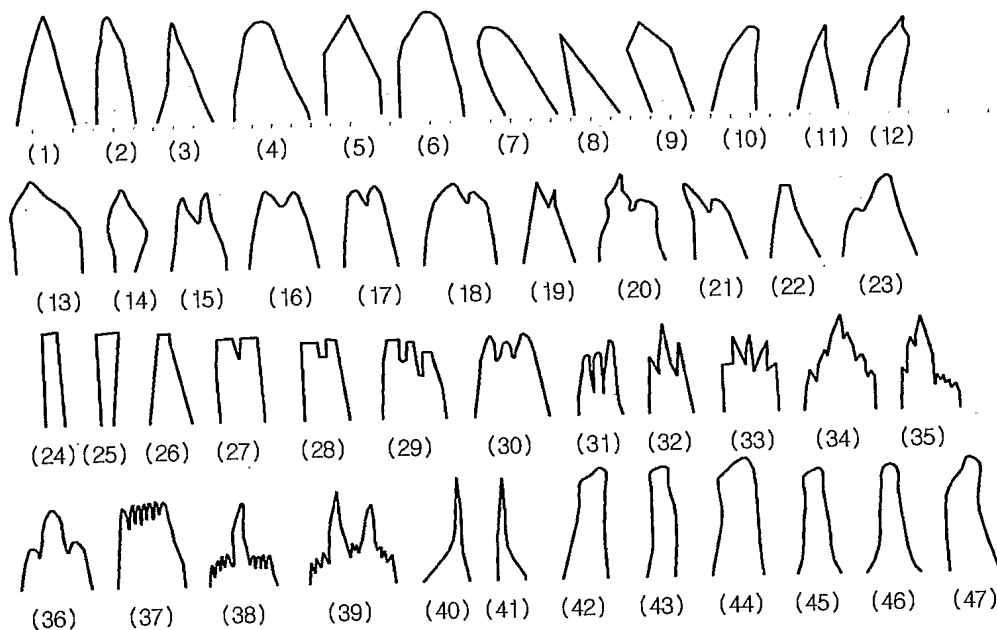 (1) (2) (3) (4) (5) (6) (7) (8) (9) (10) (11) (12)
(13) (14) (15) (16) (17) (18) (19) (20) (21) (22) (23)
(24) (25) (26) (27) (28) (29) (30) (31) (32) (33) (34) (35)
(36) (37) (38) (39) (40) (41) (42) (43) (44) (45) (46) (47)